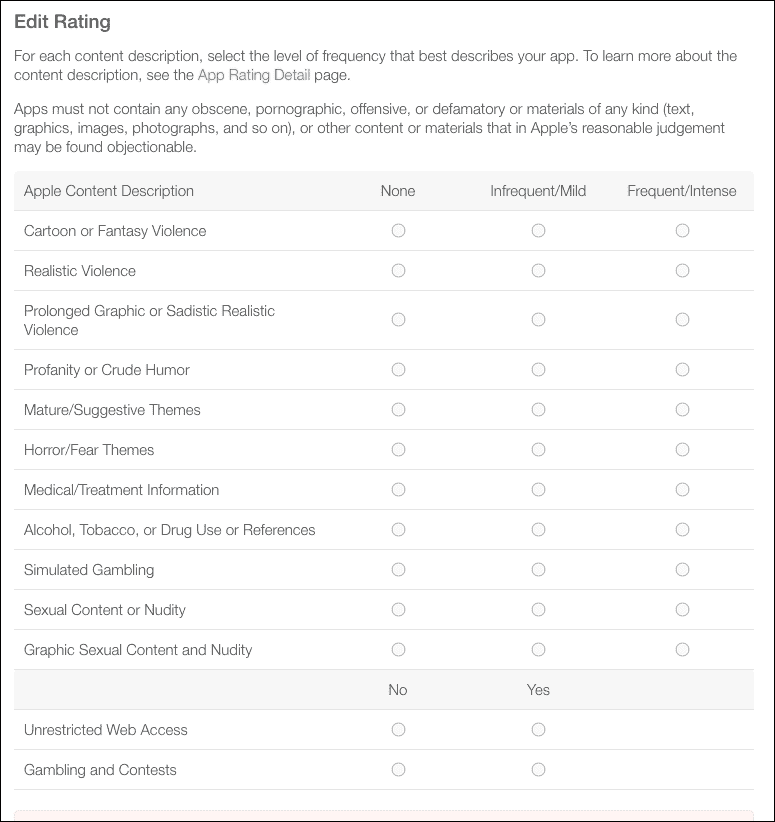 Edit Rating
For each content description, select the level of frequency that best describes your app. To learn more about the
content description, see the App Rating Detail page.
Apps must not contain any obscene, pornographic, offensive, or defamatory or materials of any kind (text,
graphics, images, photographs, and so on), or other content or materials that in Apple's reasonable judgement
may be found objectionable.
Apple Content Description None Infrequent/Mild Frequent/Intense
Cartoon or Fantasy Violence
Realistic Violence
Prolonged Graphic or Sadistic Realistic
Violence
Profanity or Crude Humor
Mature/Suggestive Themes
Horror/Fear Themes
Medical/Treatment Information
Alcohol, Tobacco, or Drug Use or References
Simulated Gambling
Sexual Content or Nudity
Graphic Sexual Content and Nudity
No Yes
Unrestricted Web Access
Gambling and Contests